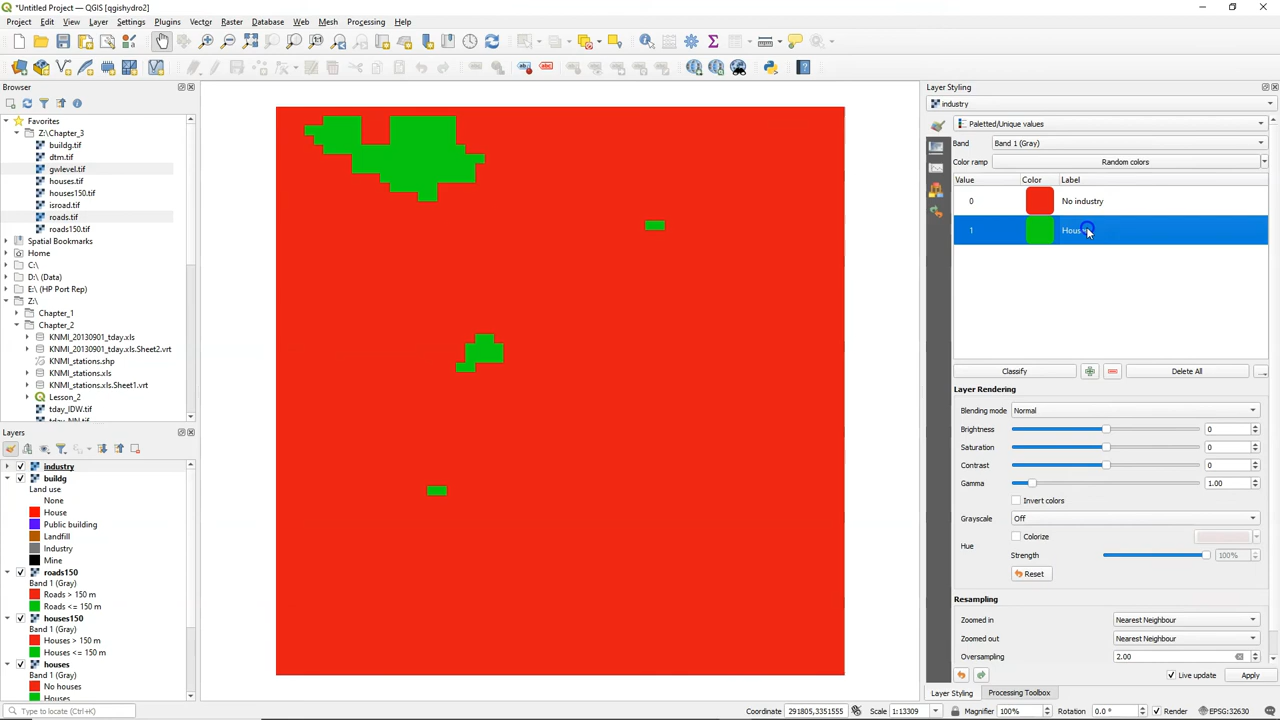 *Untitled Project — QGIS [qgishydro2]
Project Edit View Layer Settings Plugins Vector Raster Database Web Mesh Processing Help
Browser
Favorites
Z:\Chapter_3
buildg.tif
dtm.tif
gwlevel.tif
houses.tif
houses150.tif
isroad.tif
roads.tif
roads150.tif
Spatial Bookmarks
Home
C:\
D:\ (Data)
E:\ (HP Port Rep)
Z:\
Chapter_1
Chapter_2
KNMI_20130901_tday.xls
KNMI_20130901_tday.xls.Sheet2.vrt
KNMI_stations.shp
KNMI_stations.xls
KNMI_stations.xls.Sheet1.vrt
Lesson_2
tday_IDW.tif
tday_NN.tif
Layers
industry
buildg
Land use
None
House
Public building
Landfill
Industry
Mine
roads150
Band 1 (Gray)
Roads > 150 m
Roads <= 150 m
houses150
Band 1 (Gray)
Houses > 150 m
Houses <= 150 m
houses
Band 1 (Gray)
No houses
Houses
Layer Styling
industry
Paletted/Unique values
Band Band 1 (Gray)
Color ramp Random colors
Value Color Label
0 No industry
1
Classify Delete All ...
Layer Rendering
Blending mode Normal
Brightness 0
Saturation 0
Contrast 0
Gamma 1.00
Invert colors
Grayscale Off
Colorize
Hue
Strength 100%
Reset
Resampling
Zoomed in Nearest Neighbour
Zoomed out Nearest Neighbour
Oversampling 2.00
Live update Apply
Layer Styling Processing Toolbox
Type to locate (Ctrl+K) Coordinate 291805,3351555 Scale 1:13309 Magnifier 100% Rotation 0.0 ° Render EPSG:32630